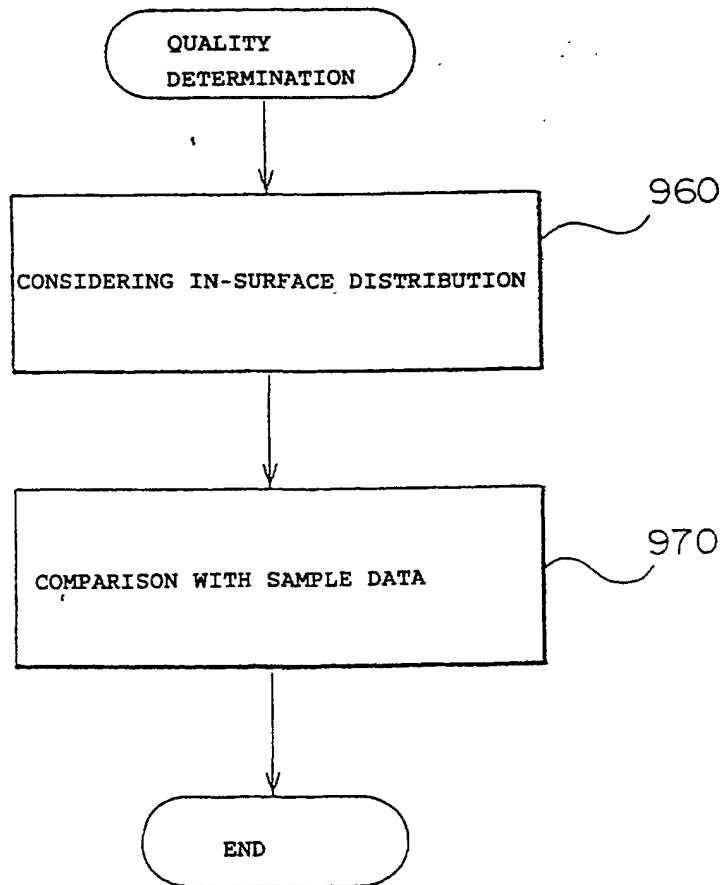 QUALITY
DETERMINATION
960
CONSIDERING IN-SURFACE DISTRIBUTION
970
COMPARISON WITH SAMPLE DATA
END